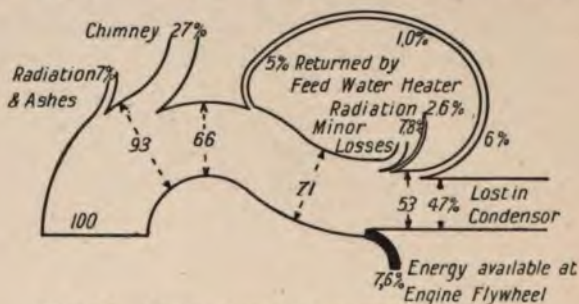 Chimney 27%
Radiation 7%
& Ashes
93
66
100
1,0%
5% Returned by
Feed Water Heater
Radiation 2.6%
Minor 7,8%
Losses
6%
71
53
47%
Lost in
Condensor
7,6% Energy available at
Engine Flywheel